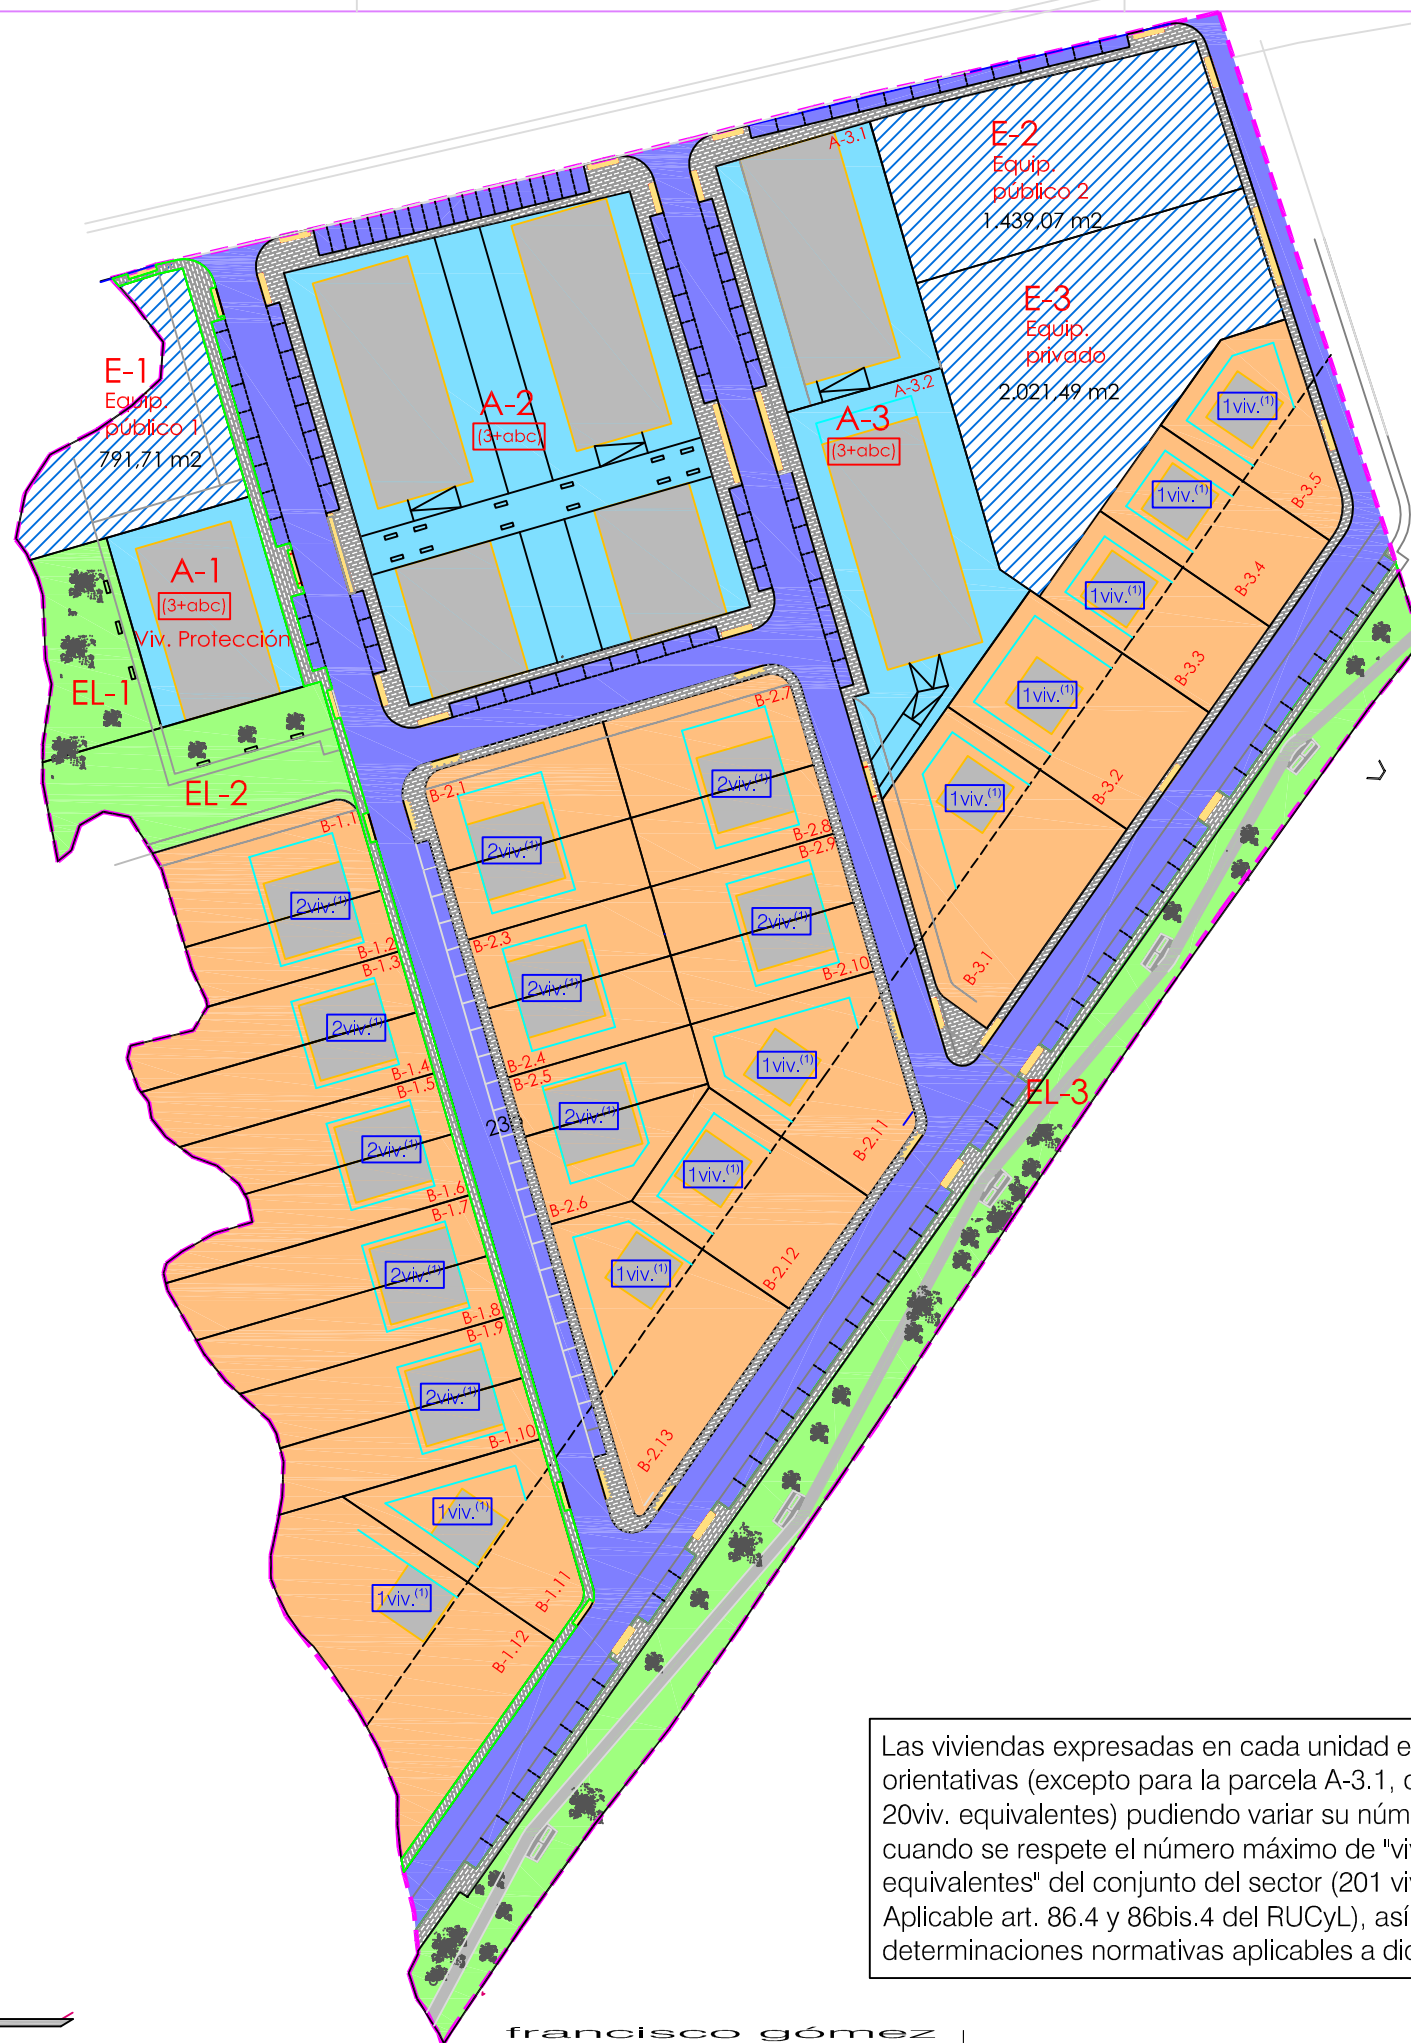 E-2
Equip.
público 2
1.439,07 m2
A-3.1
E-3
Equip.
privado
2.021,49 m2
E-1
Equip.
público 1
791,71 m2
A-2
(3+abc)
A-3.2
A-3
(3+abc)
1viv.(1)
B-3.5
1viv.(1)
B-3.4
1viv.(1)
B-3.3
1viv.(1)
B-3.2
1viv.(1)
B-3.1
A-1
(3+abc)
Viv. Protección
EL-1
EL-2
B-1.1
2viv.(1)
B-1.2
B-1.3
2viv.(1)
B-1.4
B-1.5
2viv.(1)
B-1.6
B-1.7
2viv.(1)
B-1.8
B-1.9
2viv.(1)
B-1.10
1viv.(1)
B-1.11
1viv.(1)
B-1.12
B-2.1
2viv.(1)
B-2.3
2viv.(1)
B-2.4
B-2.5
2viv.(1)
B-2.6
B-2.7
2viv.(1)
B-2.8
B-2.9
2viv.(1)
B-2.10
1viv.(1)
B-2.11
1viv.(1)
B-2.12
1viv.(1)
B-2.13
EL-3
Las viviendas expresadas en cada unidad e
orientativas (excepto para la parcela A-3.1,
20viv. equivalentes) pudiendo variar su núm
cuando se respete el número máximo de "viv
equivalentes" del conjunto del sector (201 viv
Aplicable art. 86.4 y 86bis.4 del RUCyL), así
determinaciones normativas aplicables a dic
francisco gómez